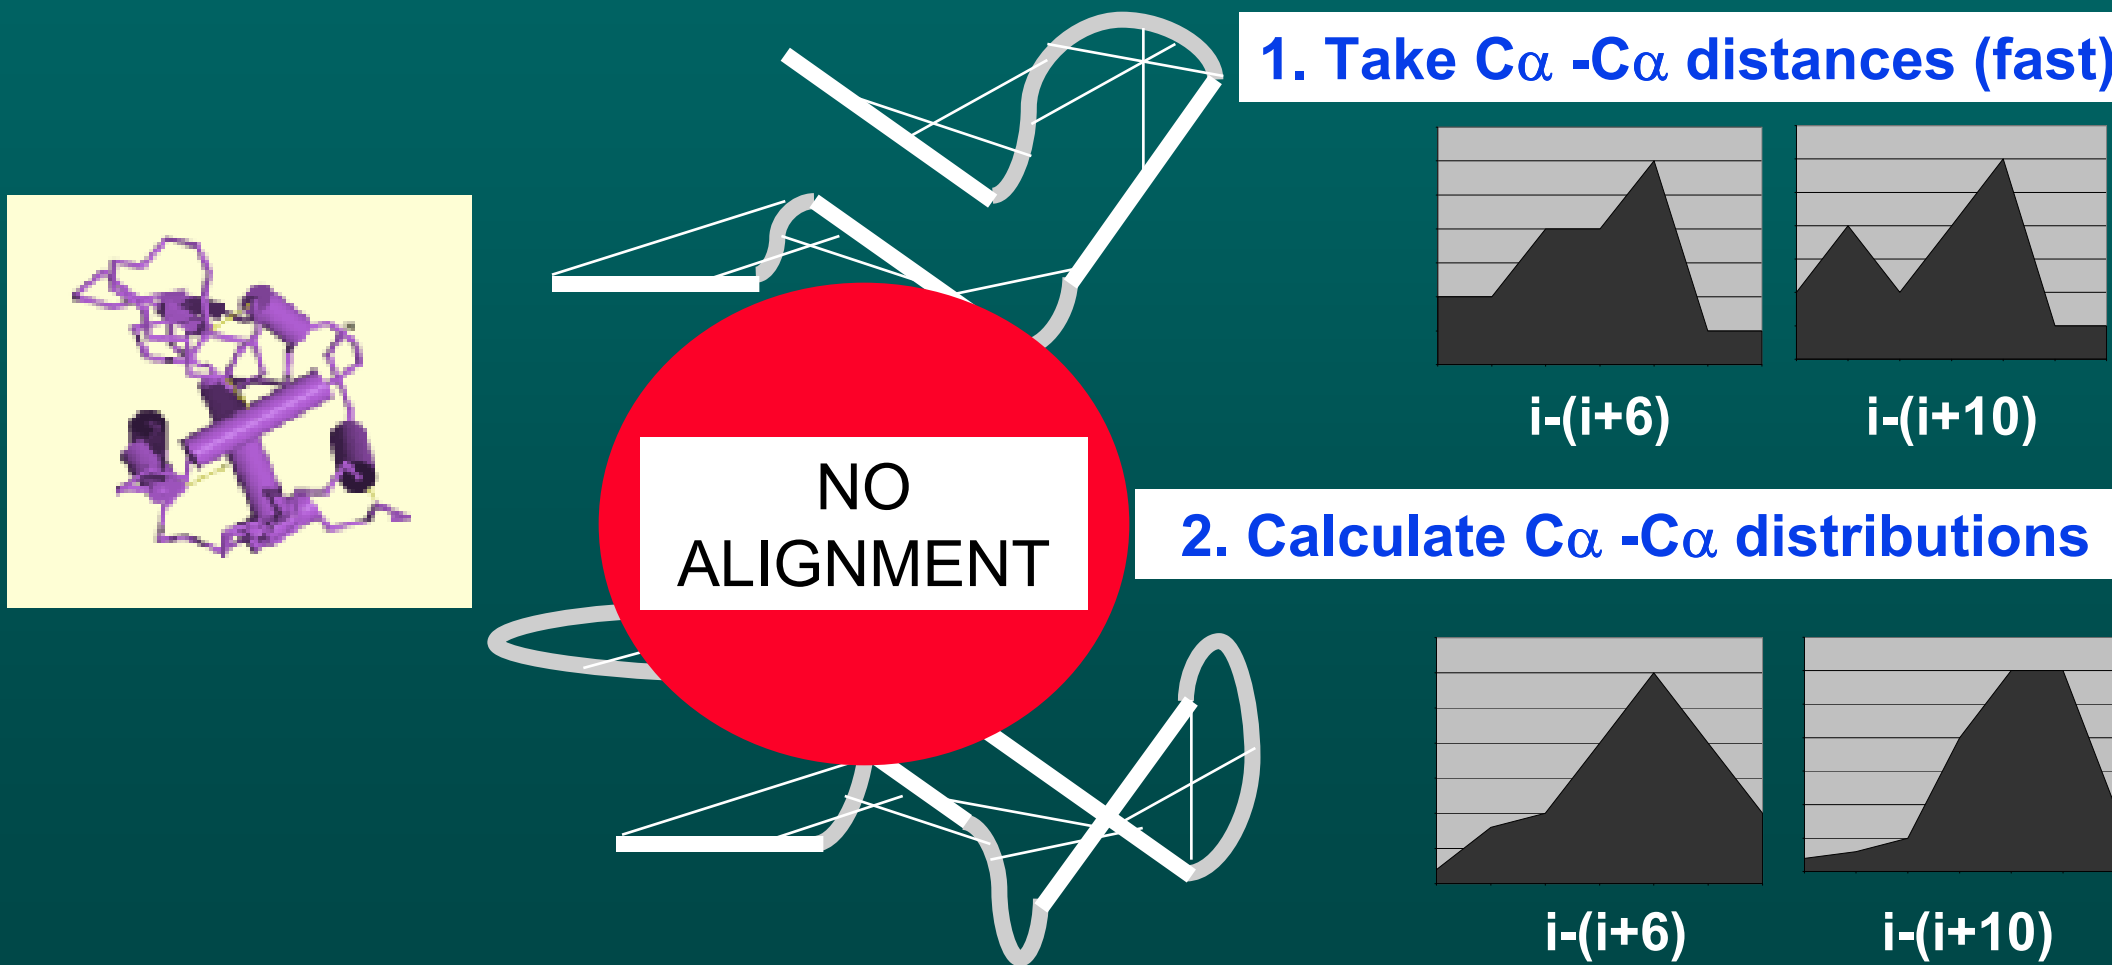 1. Take Cα -Cα distances (fast)
i-(i+6)
i-(i+10)
NO
ALIGNMENT
2. Calculate Cα -Cα distributions
i-(i+6)
i-(i+10)